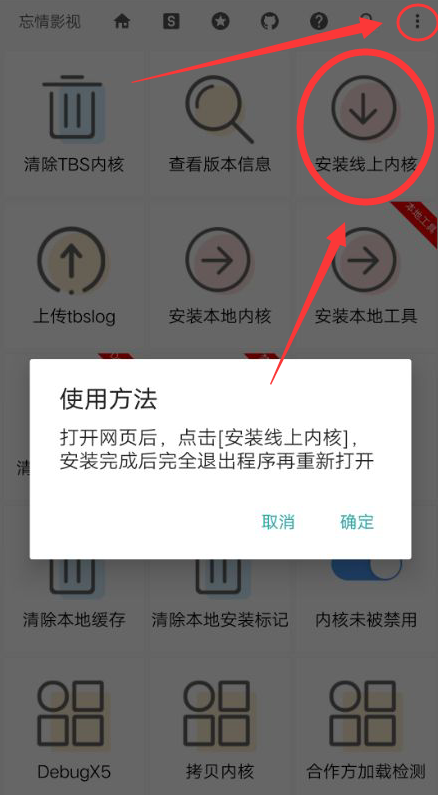 忘情影视
清除TBS内核
查看版本信息
安装线上内核
本地工具
上传tbslog
安装本地内核
安装本地工具
清
使用方法
打开网页后，点击[安装线上内核]，
安装完成后完全退出程序再重新打开
取消
确定
清除本地缓存
清除本地安装标记
内核未被禁用
DebugX5
拷贝内核
合作方加载检测